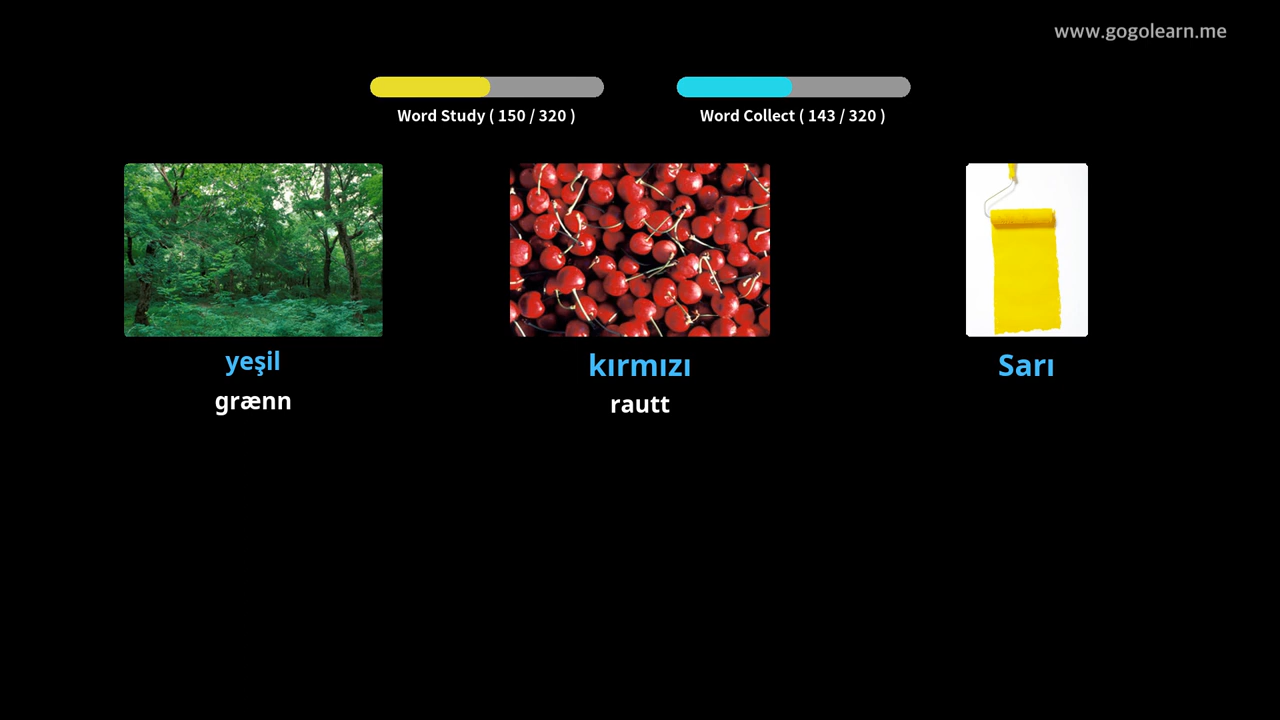 www.gogolearn.me
Word Study ( 150 / 320 )
Word Collect ( 143 / 320 )
yeşil
kırmızı
Sarı
grænn
rautt